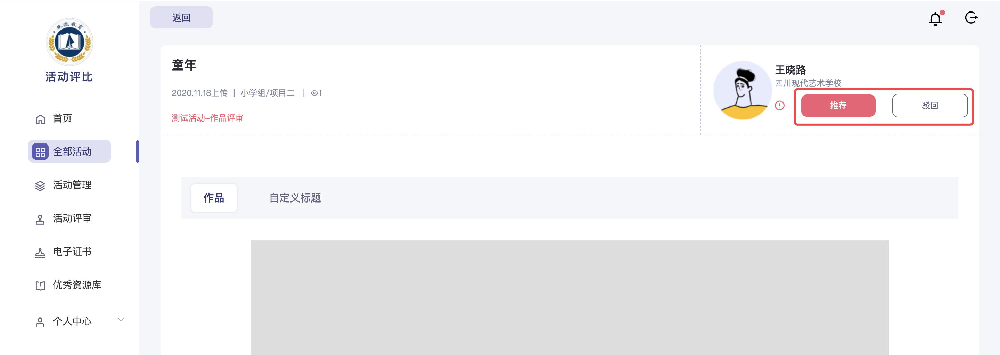 双流教育
活动评比
首页
全部活动
活动管理
活动评审
电子证书
优秀资源库
个人中心
返回
童年
2020.11.18上传 | 小学组/项目二 | 1
测试活动-作品评审
王晓路
四川现代艺术学校
推荐
驳回
作品
自定义标题